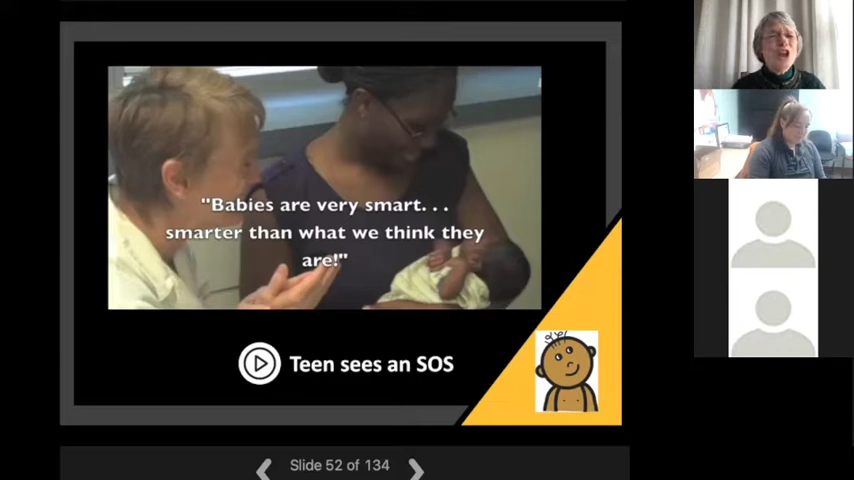 "Babies are very smart. . .
smarter than what we think they
are!"
Teen sees an SOS
Slide 52 of 134